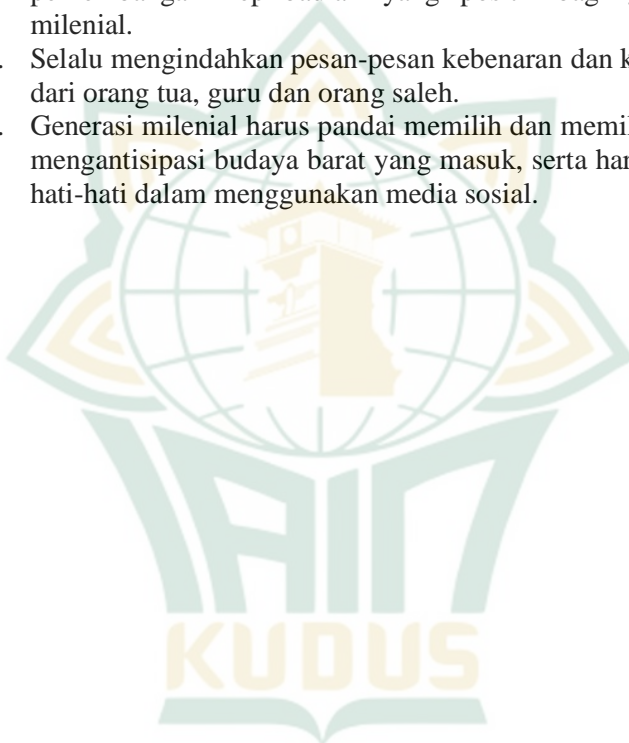 milenial.
. Selalu mengindahkan pesan-pesan kebenaran dan k
dari orang tua, guru dan orang saleh.
. Generasi milenial harus pandai memilih dan memil
mengantisipasi budaya barat yang masuk, serta har
hati-hati dalam menggunakan media sosial.
IAIN
KUDUS